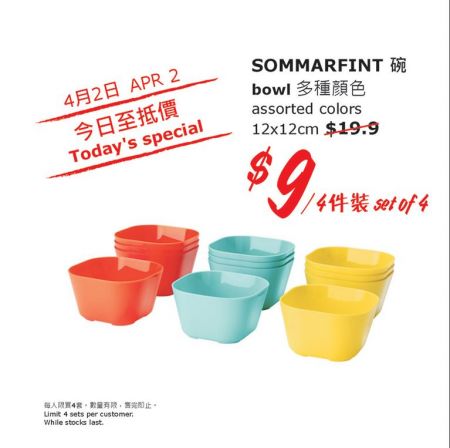 4月2日 APR 2
今日至抵價
Today's special
SOMMARFINT 碗
bowl 多種顏色
assorted colors
12x12cm $19.9
$9/4件裝 set of 4
每人限買4套。數量有限，售完即止。
Limit 4 sets per customer.
While stocks last.